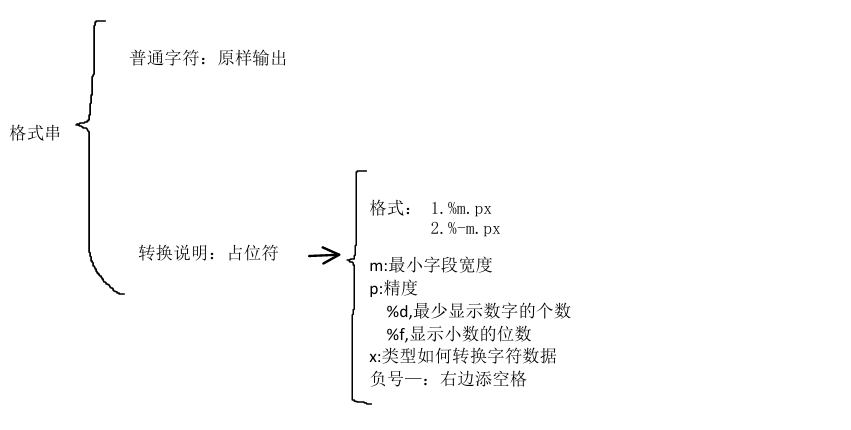 普通字符：原样输出
格式串
转换说明：占位符
格式： 1.%m.px
2.%-m.px
m:最小字段宽度
p:精度
%d,最少显示数字的个数
%f,显示小数的位数
x:类型如何转换字符数据
负号—：右边添空格